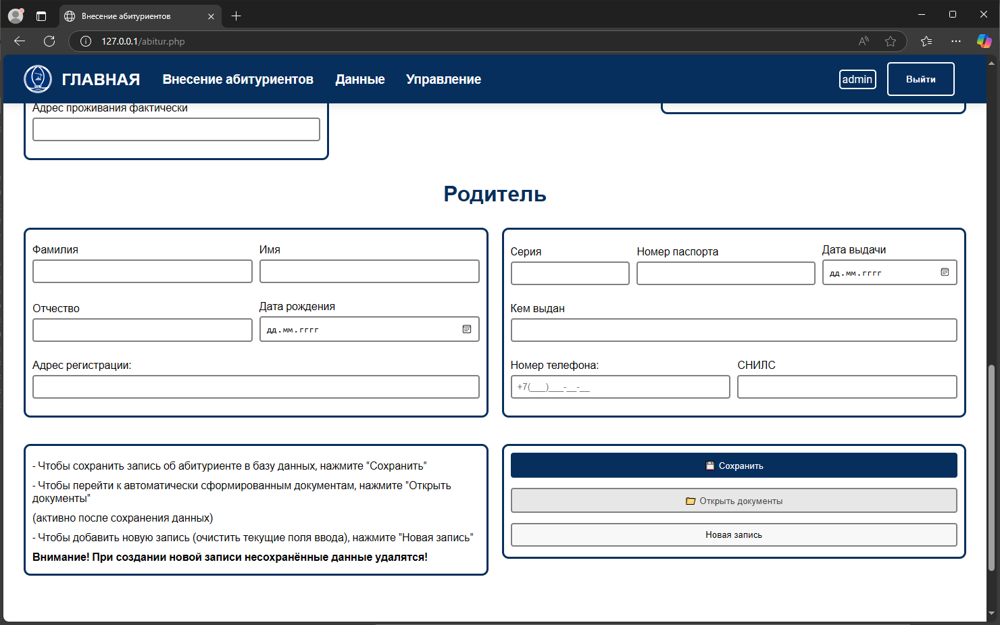 Внесение абитуриентов
127.0.0.1/abitur.php
ГЛАВНАЯ
Внесение абитуриентов
Данные
Управление
admin
Выйти
Адрес проживания фактически
Родитель
Фамилия
Имя
Отчество
Дата рождения
дд.мм.гггг
Адрес регистрации:
Серия
Номер паспорта
Дата выдачи
дд.мм.гггг
Кем выдан
Номер телефона:
СНИЛС
+7(___)___-__-__
- Чтобы сохранить запись об абитуриенте в базу данных, нажмите "Сохранить"
- Чтобы перейти к автоматически сформированным документам, нажмите "Открыть
документы"
(активно после сохранения данных)
- Чтобы добавить новую запись (очистить текущие поля ввода), нажмите "Новая запись"
Внимание! При создании новой записи несохранённые данные удалятся!
Сохранить
Открыть документы
Новая запись